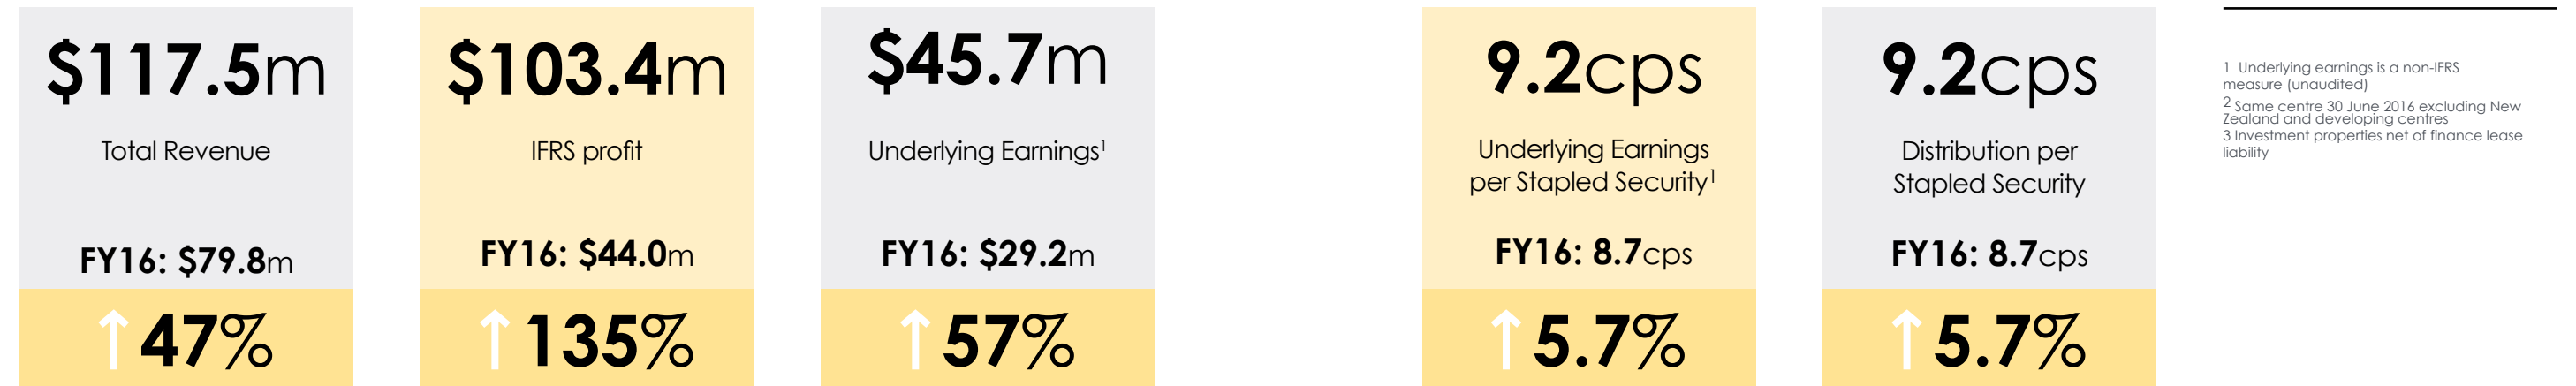 $117.5m
Total Revenue
FY16: $79.8m
↑47%
$103.4m
IFRS profit
FY16: $44.0m
↑135%
$45.7m
Underlying Earnings¹
FY16: $29.2m
↑57%
9.2cps
Underlying Earnings
per Stapled Security¹
FY16: 8.7cps
↑5.7%
9.2cps
Distribution per
Stapled Security
FY16: 8.7cps
↑5.7%
1 Underlying earnings is a non-IFRS
measure (unaudited)
2 Same centre 30 June 2016 excluding New
Zealand and developing centres
3 Investment properties net of finance lease
liability